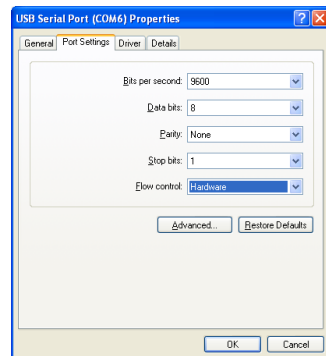 USB Serial Port (COM6) Properties
General Port Settings Driver Details
Bits per second: 9600
Data bits: 8
Parity: None
Stop bits: 1
Flow control: Hardware
Advanced... Restore Defaults
OK Cancel